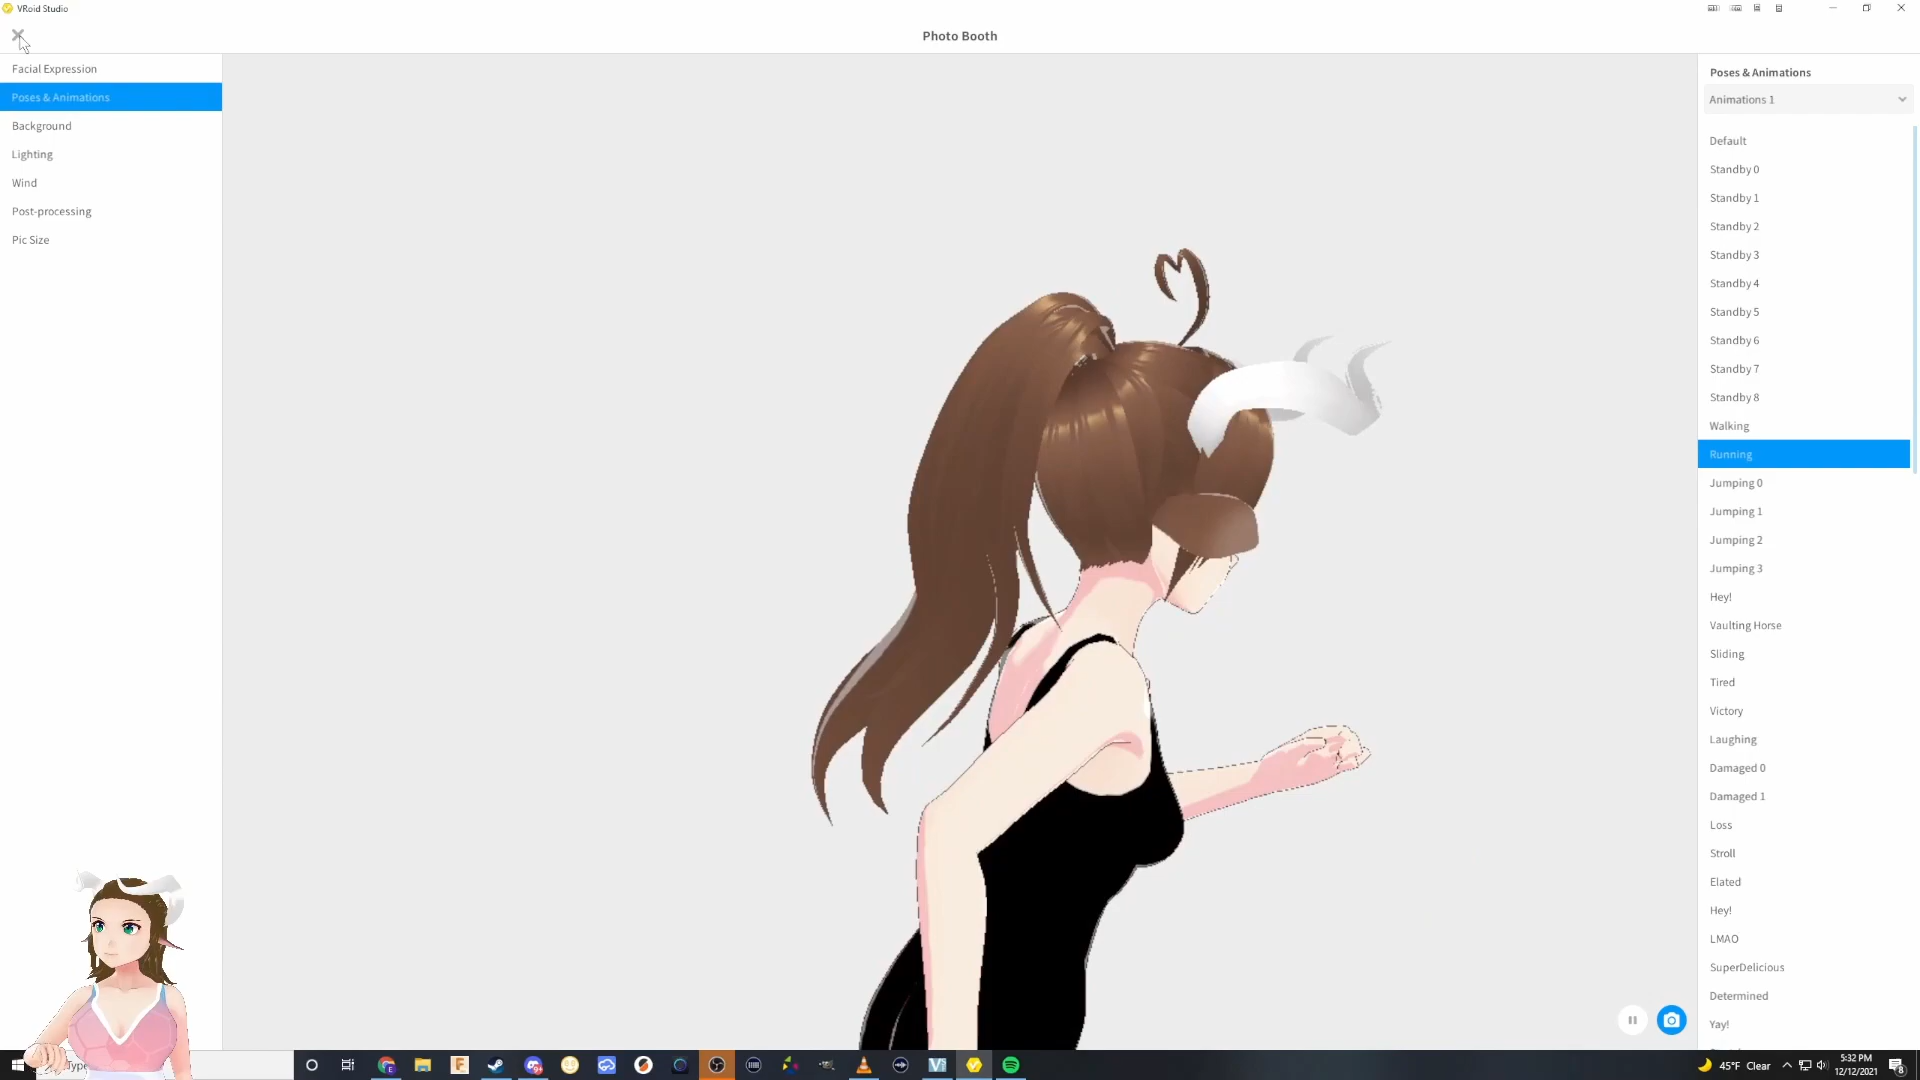 VRoid Studio
Photo Booth
Facial Expression
Poses & Animations
Background
Lighting
Wind
Post-processing
Pic Size
Poses & Animations
Animations 1
Default
Standby 0
Standby 1
Standby 2
Standby 3
Standby 4
Standby 5
Standby 6
Standby 7
Standby 8
Walking
Running
Jumping 0
Jumping 1
Jumping 2
Jumping 3
Hey!
Vaulting Horse
Sliding
Tired
Victory
Laughing
Damaged 0
Damaged 1
Loss
Stroll
Elated
Hey!
LMAO
SuperDelicious
Determined
Yay!
Type
45°F Clear
5:32 PM
12/12/2021